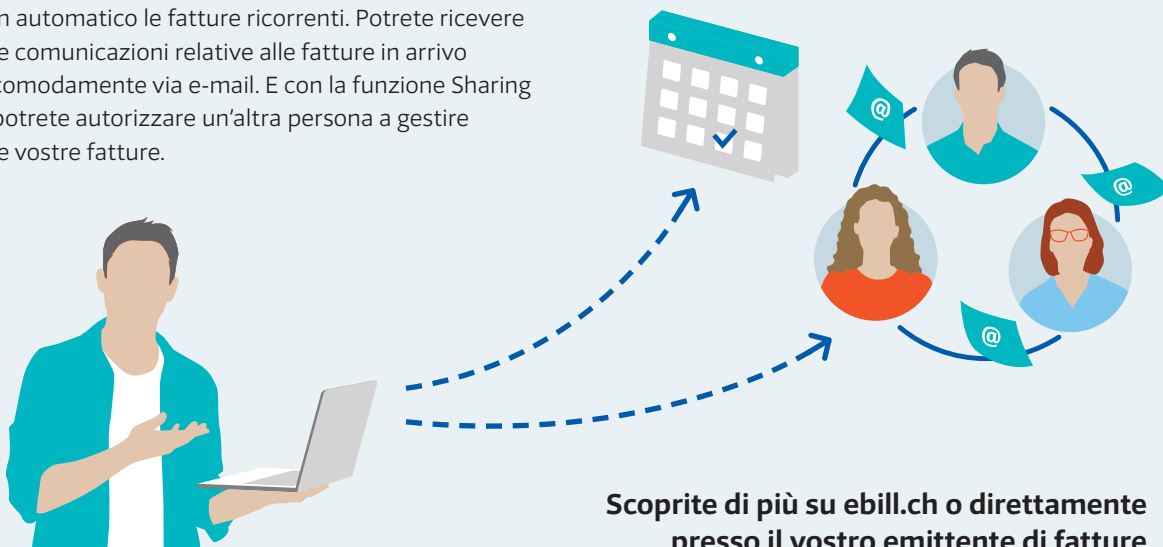 n automatico le fatture ricorrenti. Potrete ricevere
e comunicazioni relative alle fatture in arrivo
comodamente via e-mail. E con la funzione Sharing
potrete autorizzare un’altra persona a gestire
e vostre fatture.
@
@
@
Scoprite di più su ebill.ch o direttamente
presso il vostro emittente di fatture